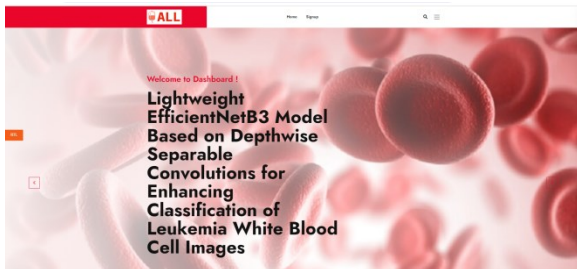 ALL
Home Signup
Welcome to Dashboard !
Lightweight
EfficientNetB3 Model
Based on Depthwise
Separable
Convolutions for
Enhancing
Classification of
Leukemia White Blood
Cell Images